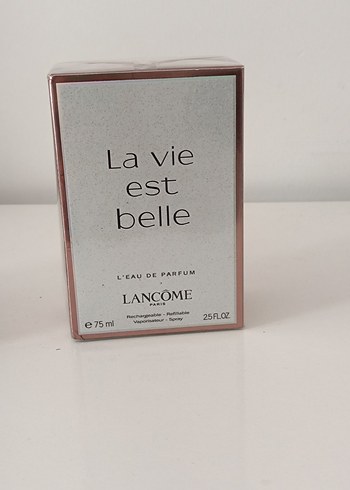 La vie
est
belle
L'EAU DE PARFUM
LANCÔME
PARIS
Rechargeable - Refillable
Vaporisateur - Spray
e 75 ml
2.5 FL.OZ.